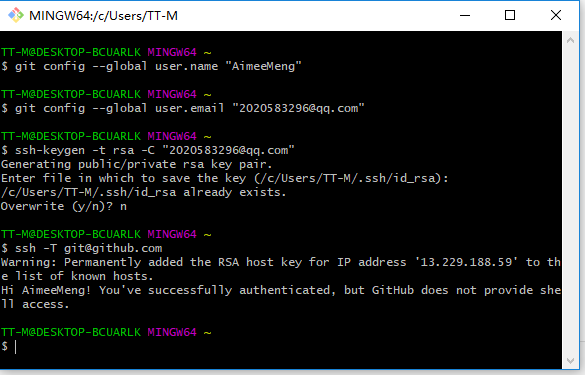 MINGW64:/c/Users/TT-M
TT-M@DESKTOP-BCUARLK MINGW64 ~
$ git config --global user.name "AimeeMeng"
TT-M@DESKTOP-BCUARLK MINGW64 ~
$ git config --global user.email "2020583296@qq.com"
TT-M@DESKTOP-BCUARLK MINGW64 ~
$ ssh-keygen -t rsa -C "2020583296@qq.com"
Generating public/private rsa key pair.
Enter file in which to save the key (/c/Users/TT-M/.ssh/id_rsa):
/c/Users/TT-M/.ssh/id_rsa already exists.
Overwrite (y/n)? n
TT-M@DESKTOP-BCUARLK MINGW64 ~
$ ssh -T git@github.com
Warning: Permanently added the RSA host key for IP address '13.229.188.59' to th
e list of known hosts.
Hi AimeeMeng! You've successfully authenticated, but GitHub does not provide she
ll access.
TT-M@DESKTOP-BCUARLK MINGW64 ~
$